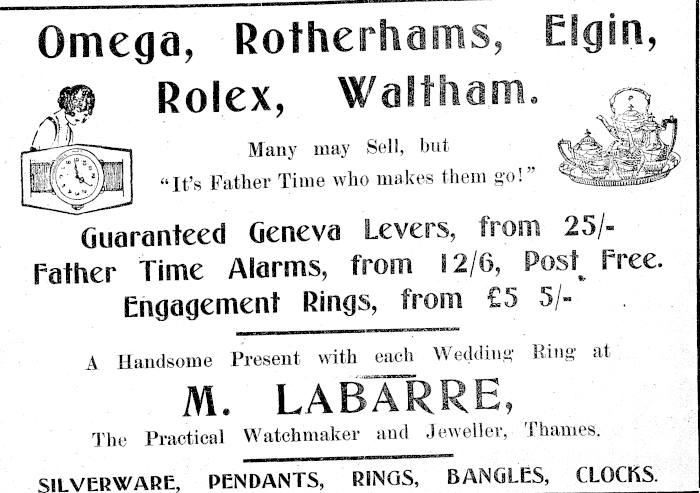 Omega, Rotherhams, Elgin,
Rolex, Waltham.
Many may Sell, but
"It's Father Time who makes them go!"
Guaranteed Geneva Levers, from 25/-
Father Time Alarms, from 12/6, Post Free.
Engagement Rings, from £5 5/-
A Handsome Present with each Wedding Ring at
M. LABARRE,
The Practical Watchmaker and Jeweller, Thames.
SILVERWARE, PENDANTS, RINGS, BANGLES, CLOCKS.